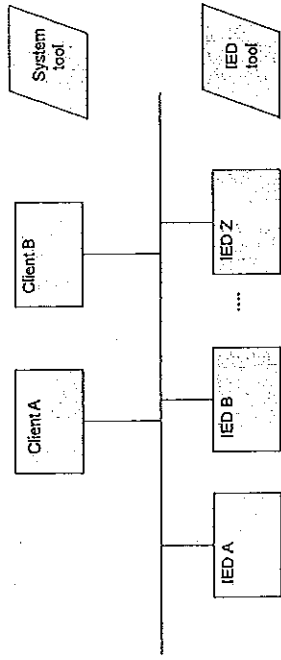 System
tool
Client B
Client A
IED
tool
IED Z
....
IED B
IED A